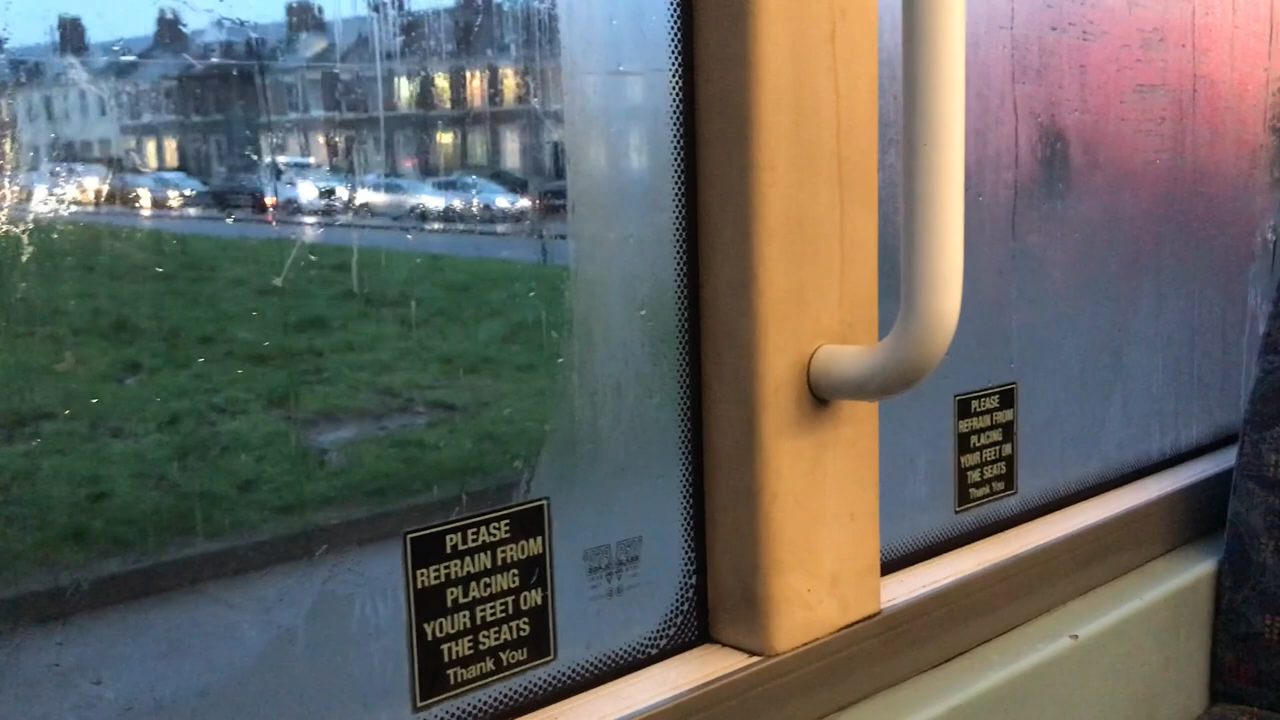 PLEASE
REFRAIN FROM
PLACING
YOUR FEET ON
THE SEATS
Thank You
PLEASE
REFRAIN FROM
PLACING
YOUR FEET ON
THE SEATS
Thank You